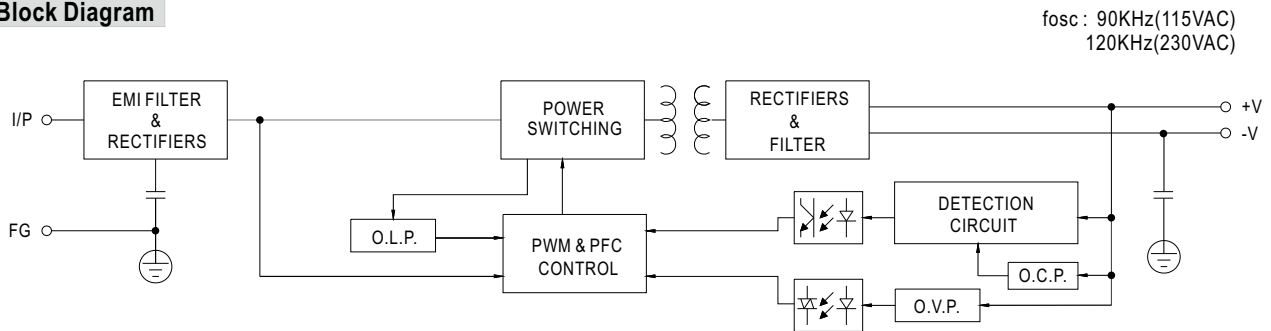 Block Diagram
fosc : 90KHz(115VAC)
120KHz(230VAC)
I/P
EMI FILTER
&
RECTIFIERS
POWER
SWITCHING
RECTIFIERS
&
FILTER
+V
-V
FG
O.L.P.
PWM & PFC
CONTROL
DETECTION
CIRCUIT
O.C.P.
O.V.P.